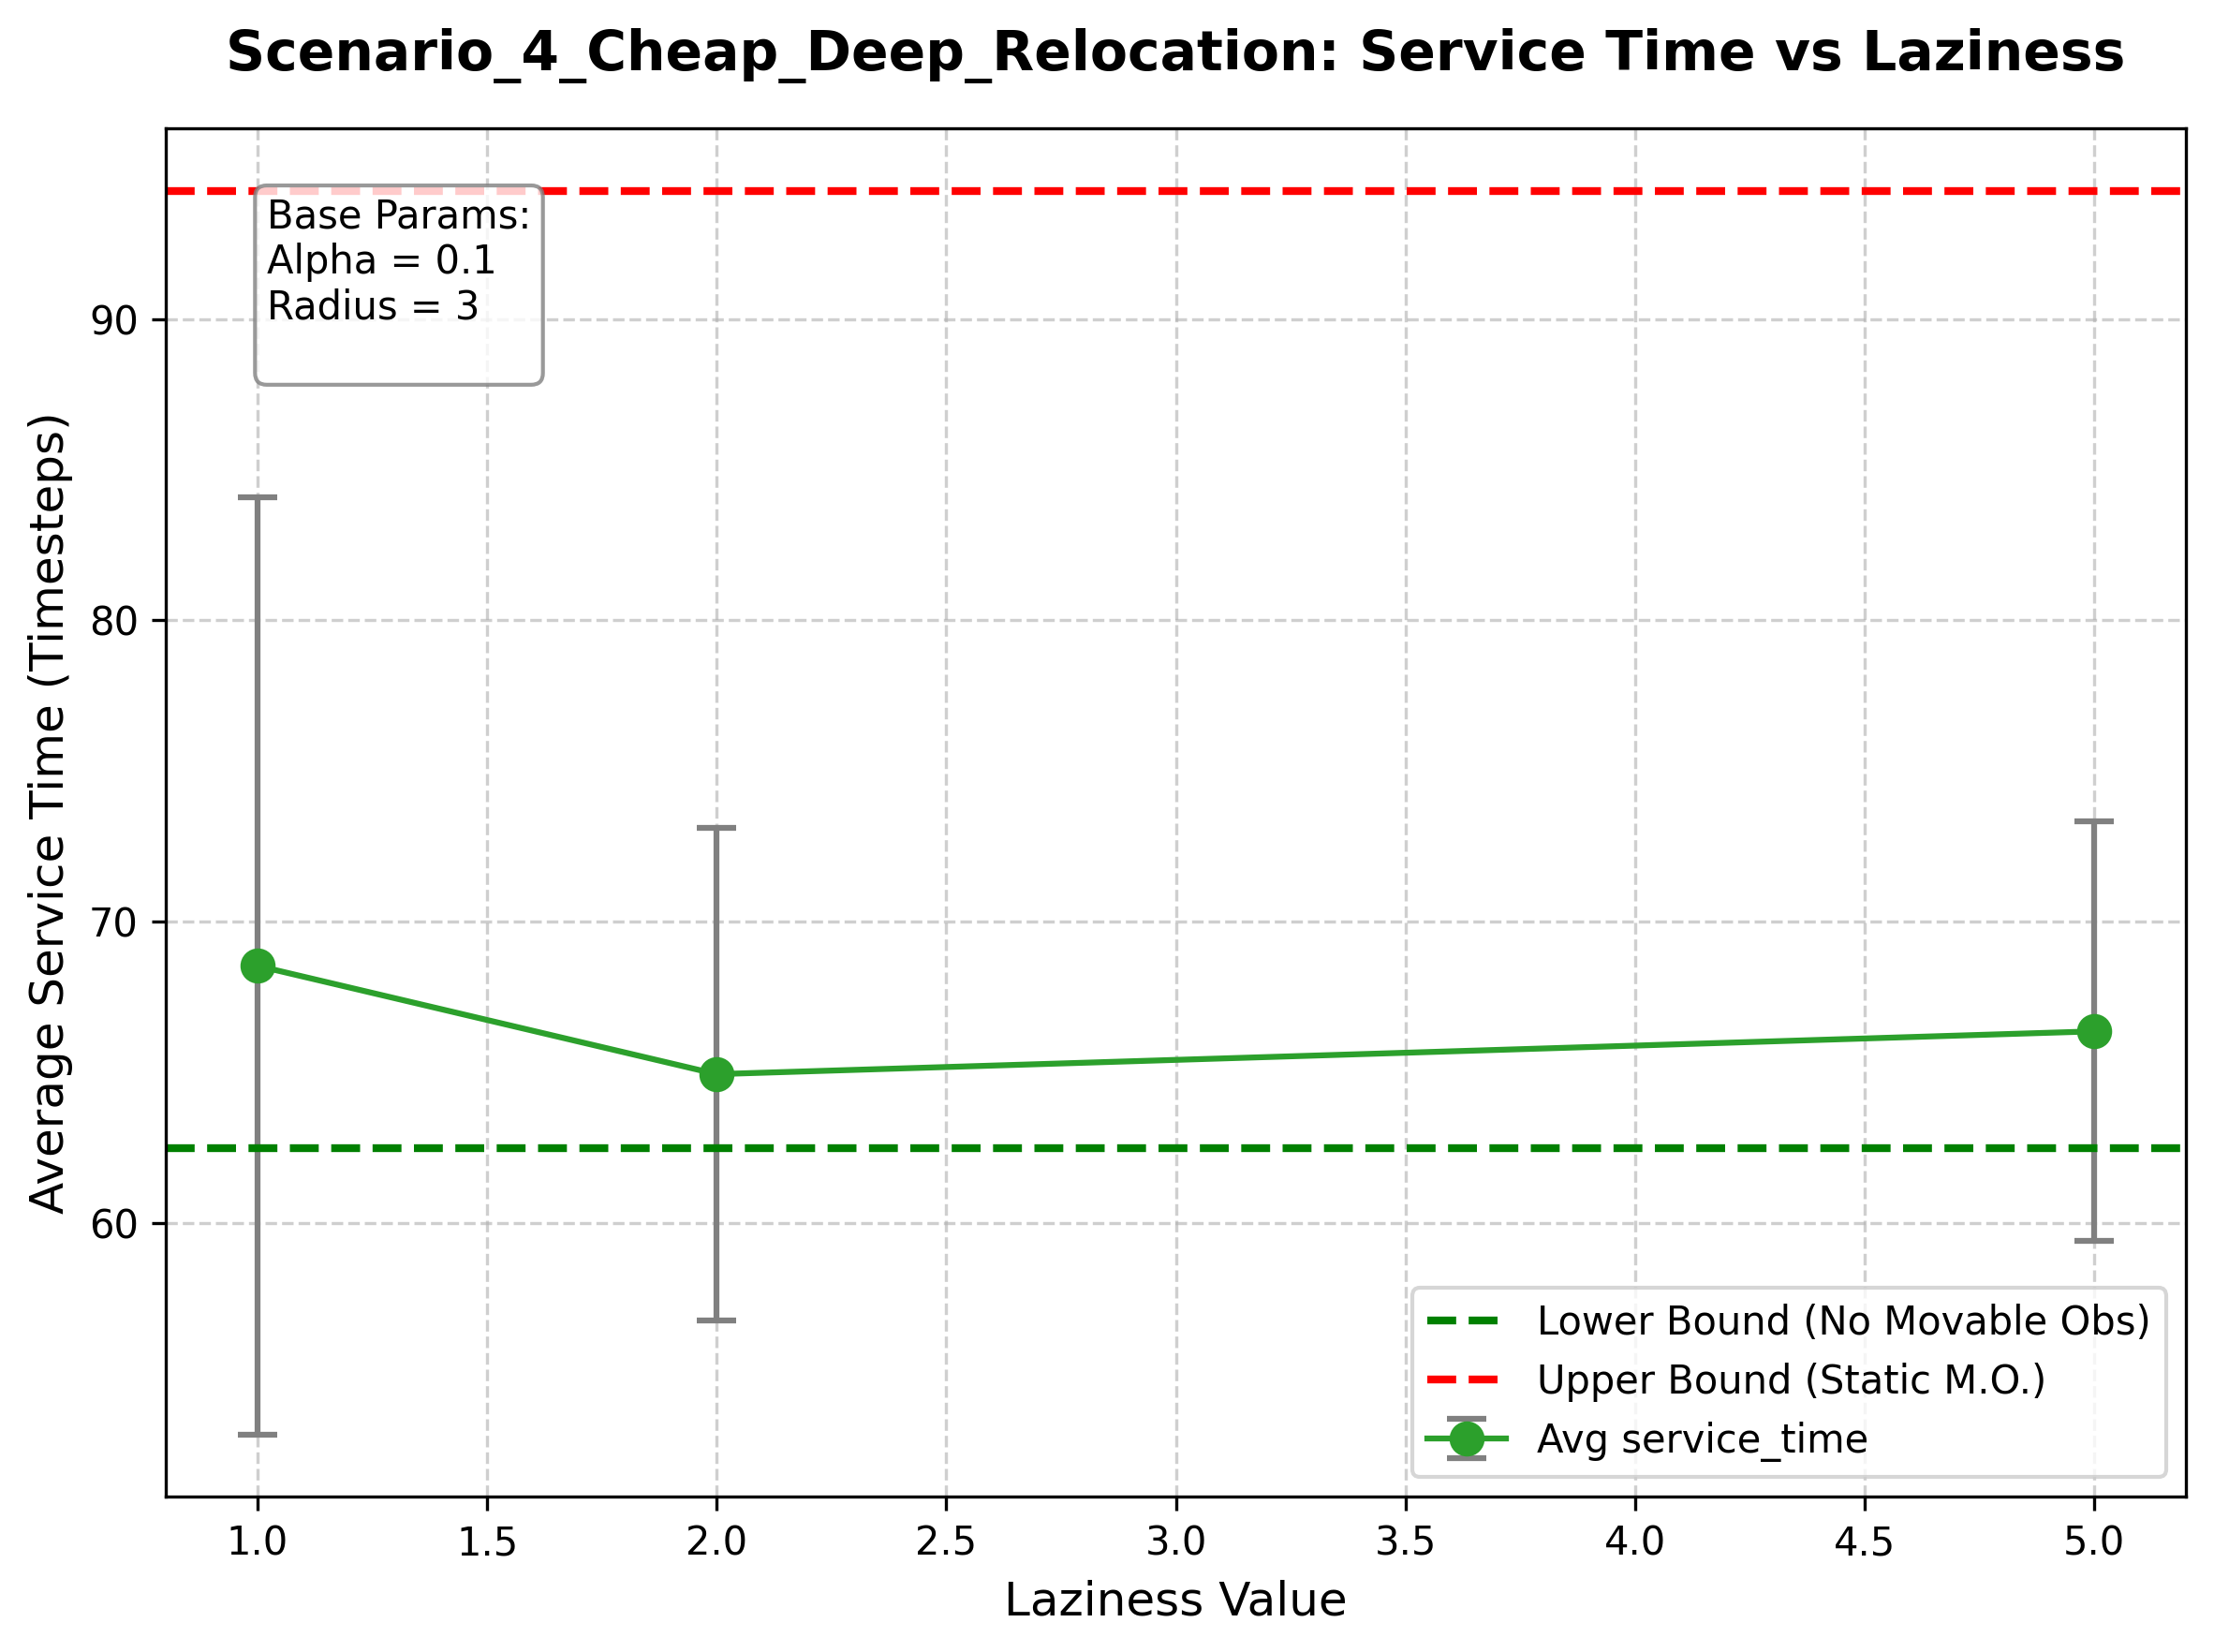 Scenario_4_Cheap_Deep_Relocation: Service Time vs Laziness
Base Params:
Alpha = 0.1
Radius = 3
Average Service Time (Timesteps)
90
80
70
60
Lower Bound (No Movable Obs)
Upper Bound (Static M.O.)
Avg service_time
1.0 1.5 2.0 2.5 3.0 3.5 4.0 4.5 5.0
Laziness Value